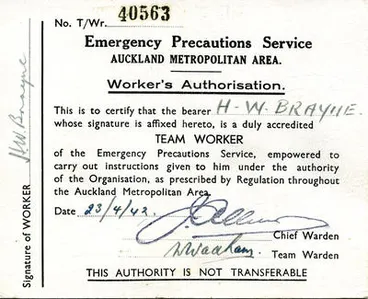 No. T/Wr. 40563
Emergency Precautions Service
AUCKLAND METROPOLITAN AREA.
Worker's Authorisation.
This is to certify that the bearer H.W. BRAYNE.
whose signature is affixed hereto, is a duly accredited
TEAM WORKER
of the Emergency Precautions Service, empowered to
carry out instructions given to him under the authority
of the Organisation, as prescribed by Regulation throughout
the Auckland Metropolitan Area.
Date 23/4/42.
Chief Warden
Team Warden
THIS AUTHORITY IS NOT TRANSFERABLE
Signature of WORKER H.W. Brayne